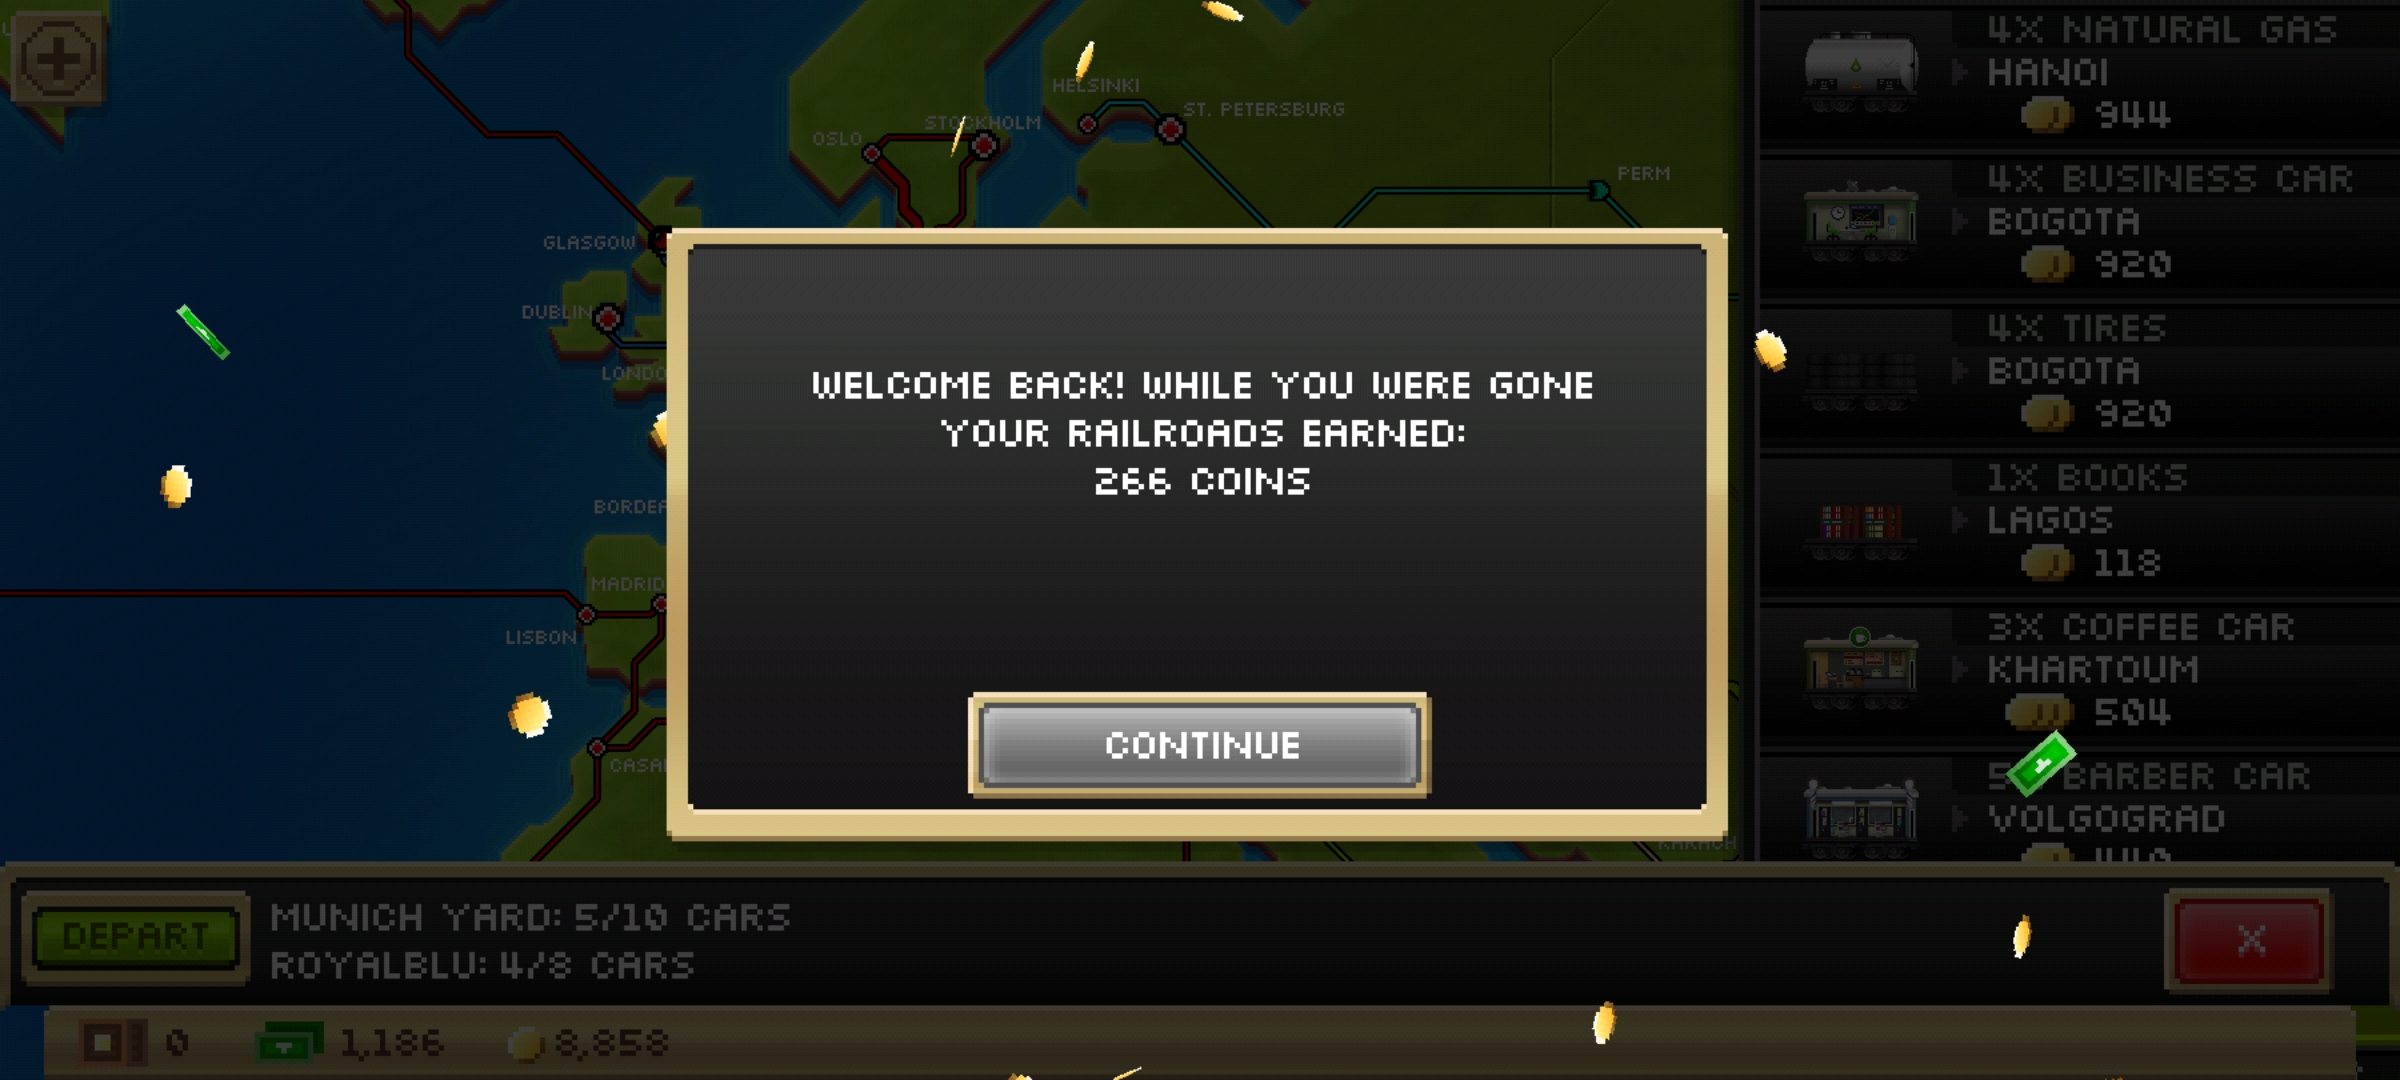 HELSINKI
ST. PETERSBURG
STOCKHOLM
OSLO
PERM
GLASGOW
DUBLIN
MADRID
LISBON
WELCOME BACK! WHILE YOU WERE GONE
YOUR RAILROADS EARNED:
266 COINS
CONTINUE
4X NATURAL GAS
HANOI
944
4X BUSINESS CAR
BOGOTA
920
4X TIRES
BOGOTA
920
1X BOOKS
LAGOS
118
3X COFFEE CAR
KHARTOUM
504
BARBER CAR
VOLGOGRAD
DEPART
MUNICH YARD: 5/10 CARS
ROYALBLU: 4/8 CARS
X
0
1,186
8,858